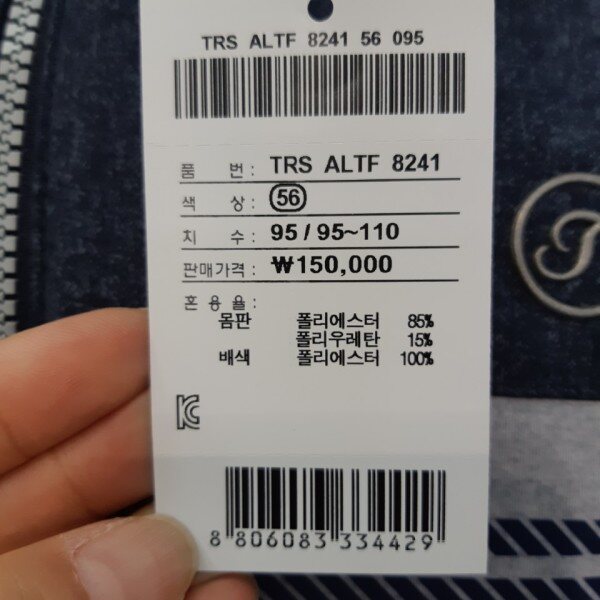 TRS ALTF 8241 56 095
품 번 : TRS ALTF 8241
색 상 : 56
치 수 : 95 / 95~110
판매가격 : ₩150,000
혼 용 율 :
몸판 폴리에스터 85%
폴리우레탄 15%
배색 폴리에스터 100%
KC
8 806083 334429